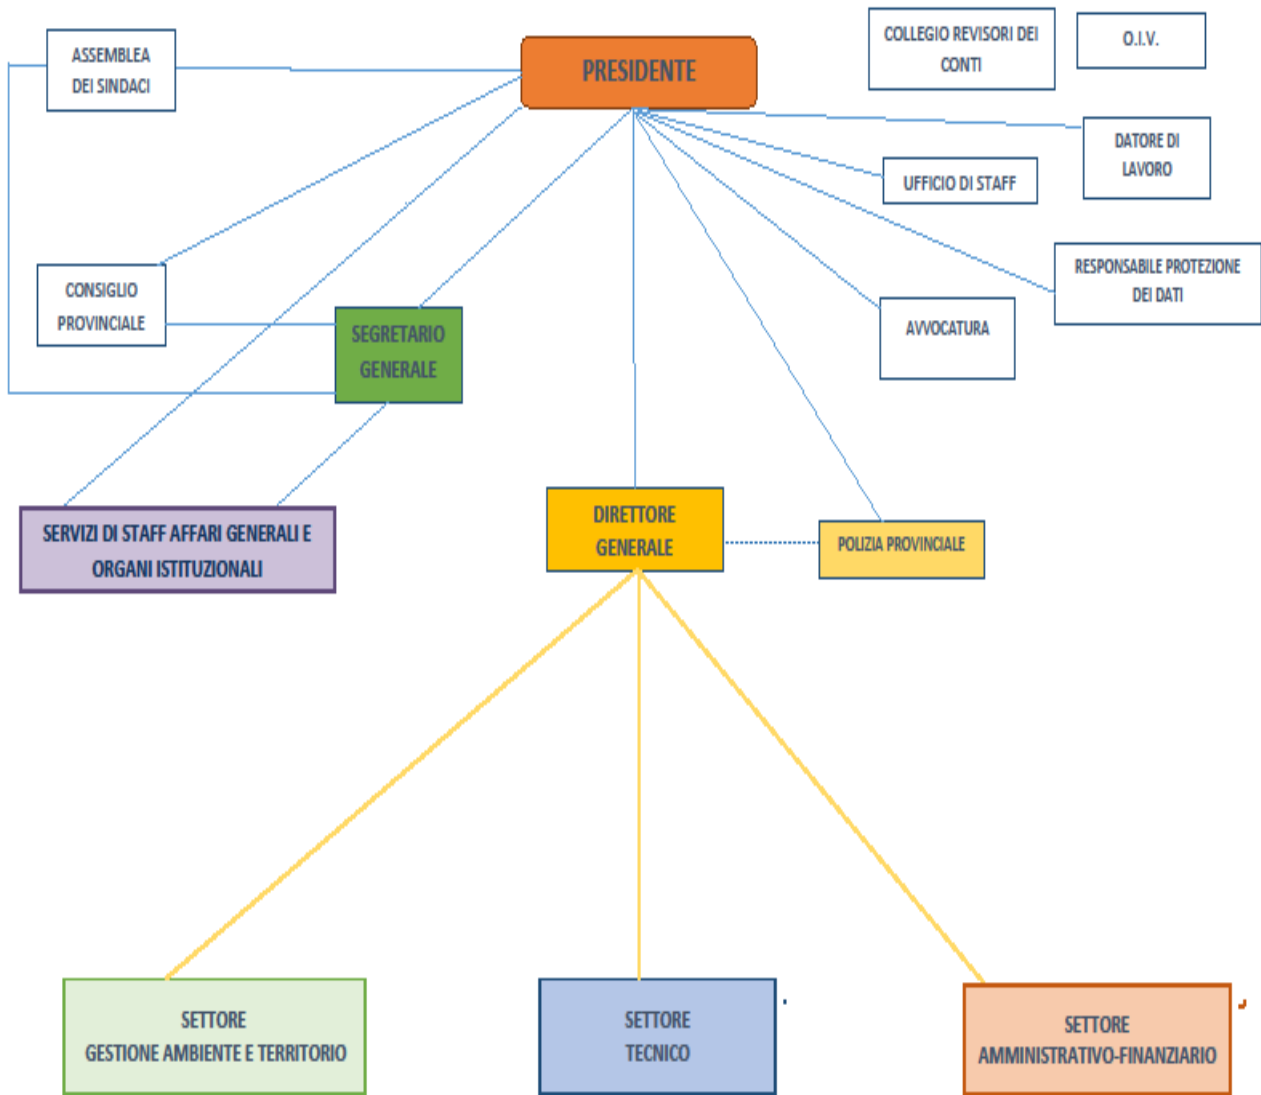 ASSEMBLEA
DEI SINDACI
PRESIDENTE
COLLEGIO REVISORI DEI
CONTI
O.I.V.
DATORE DI
LAVORO
UFFICIO DI STAFF
RESPONSABILE PROTEZIONE
DEI DATI
AVVOCATURA
CONSIGLIO
PROVINCIALE
SEGRETARIO
GENERALE
SERVIZI DI STAFF AFFARI GENERALI E
ORGANI ISTITUZIONALI
DIRETTORE
GENERALE
POLIZIA PROVINCIALE
SETTORE
GESTIONE AMBIENTE E TERRITORIO
SETTORE
TECNICO
SETTORE
AMMINISTRATIVO-FINANZIARIO